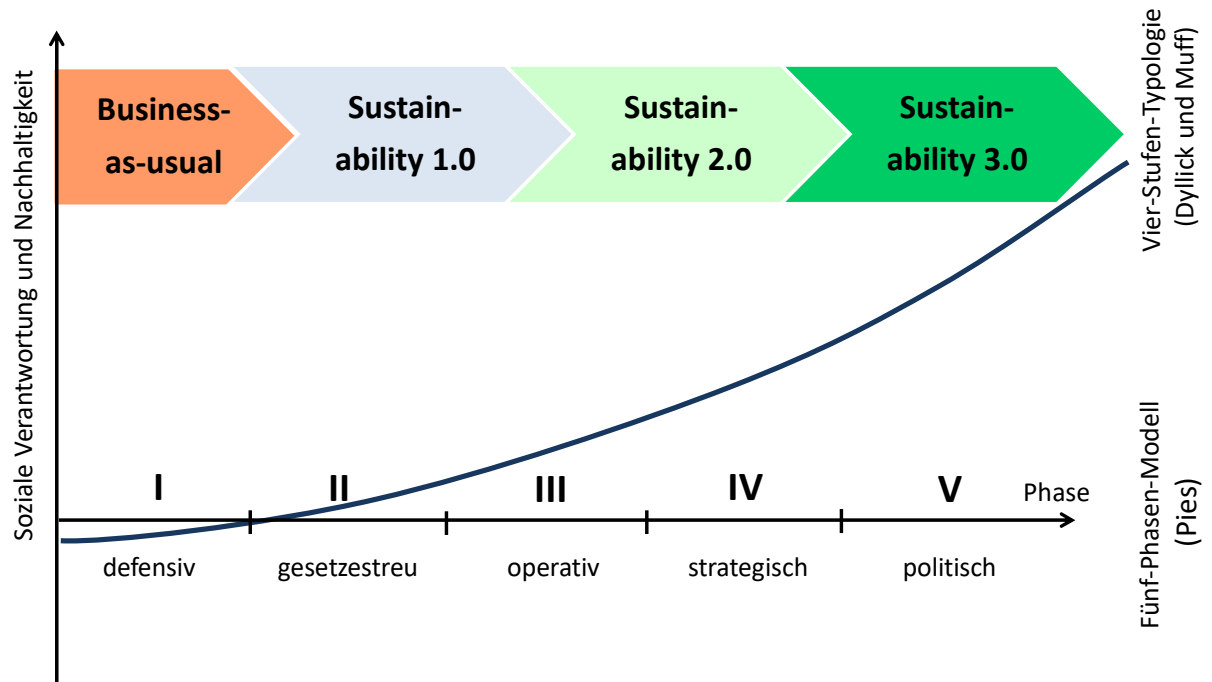 Soziale Verantwortung und Nachhaltigkeit
Business-
as-usual
Sustain-
ability 1.0
Sustain-
ability 2.0
Sustain-
ability 3.0
Vier-Stufen-Typologie
(Dyllick und Muff)
I
II
III
IV
V
Phase
defensiv
gesetzestreu
operativ
strategisch
politisch
Fünf-Phasen-Modell
(Pies)